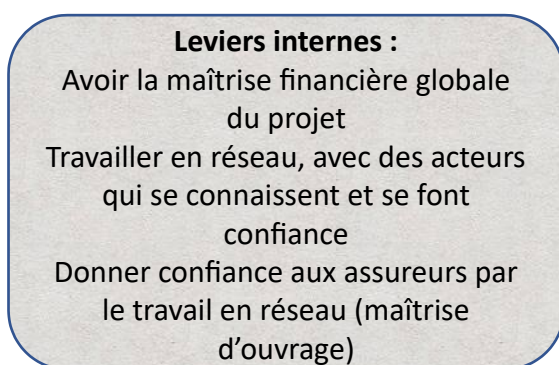 Leviers internes :
Avoir la maîtrise financière globale
du projet
Travailler en réseau, avec des acteurs
qui se connaissent et se font
confiance
Donner confiance aux assureurs par
le travail en réseau (maîtrise
d’ouvrage)